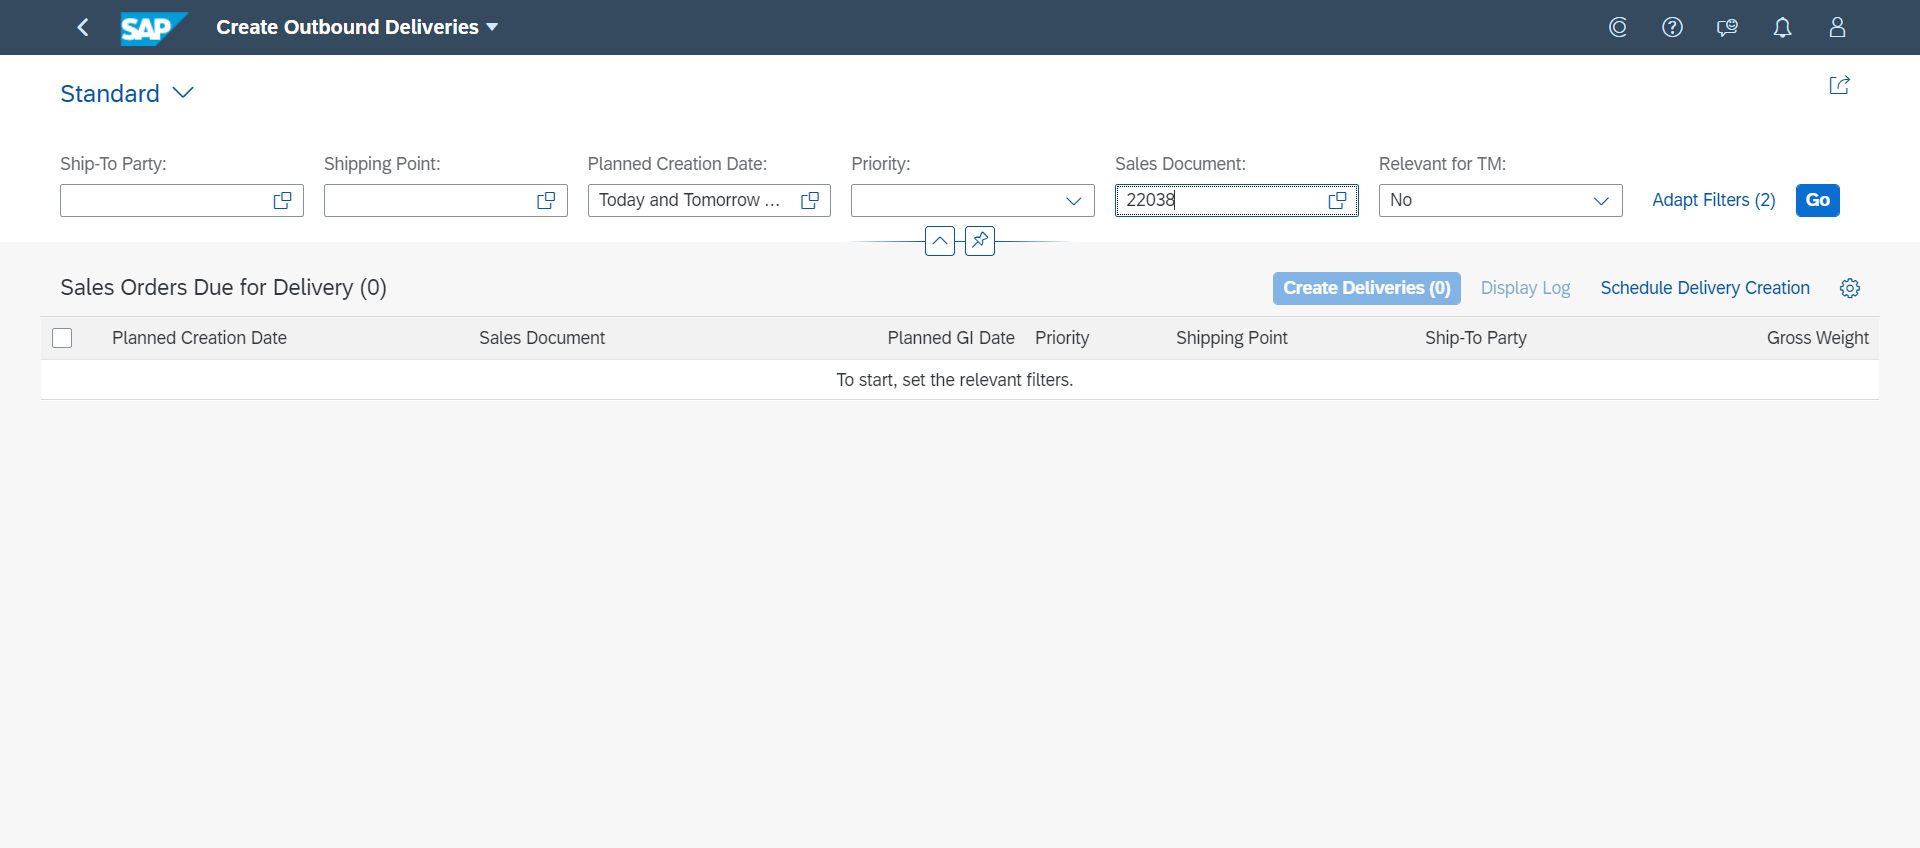 SAP Create Outbound Deliveries
Standard
Ship-To Party: Shipping Point: Planned Creation Date: Priority: Sales Document: Relevant for TM:
Today and Tomorrow ... 22038 No Adapt Filters (2) Go
Sales Orders Due for Delivery (0) Create Deliveries (0) Display Log Schedule Delivery Creation
Planned Creation Date Sales Document Planned GI Date Priority Shipping Point Ship-To Party Gross Weight
To start, set the relevant filters.